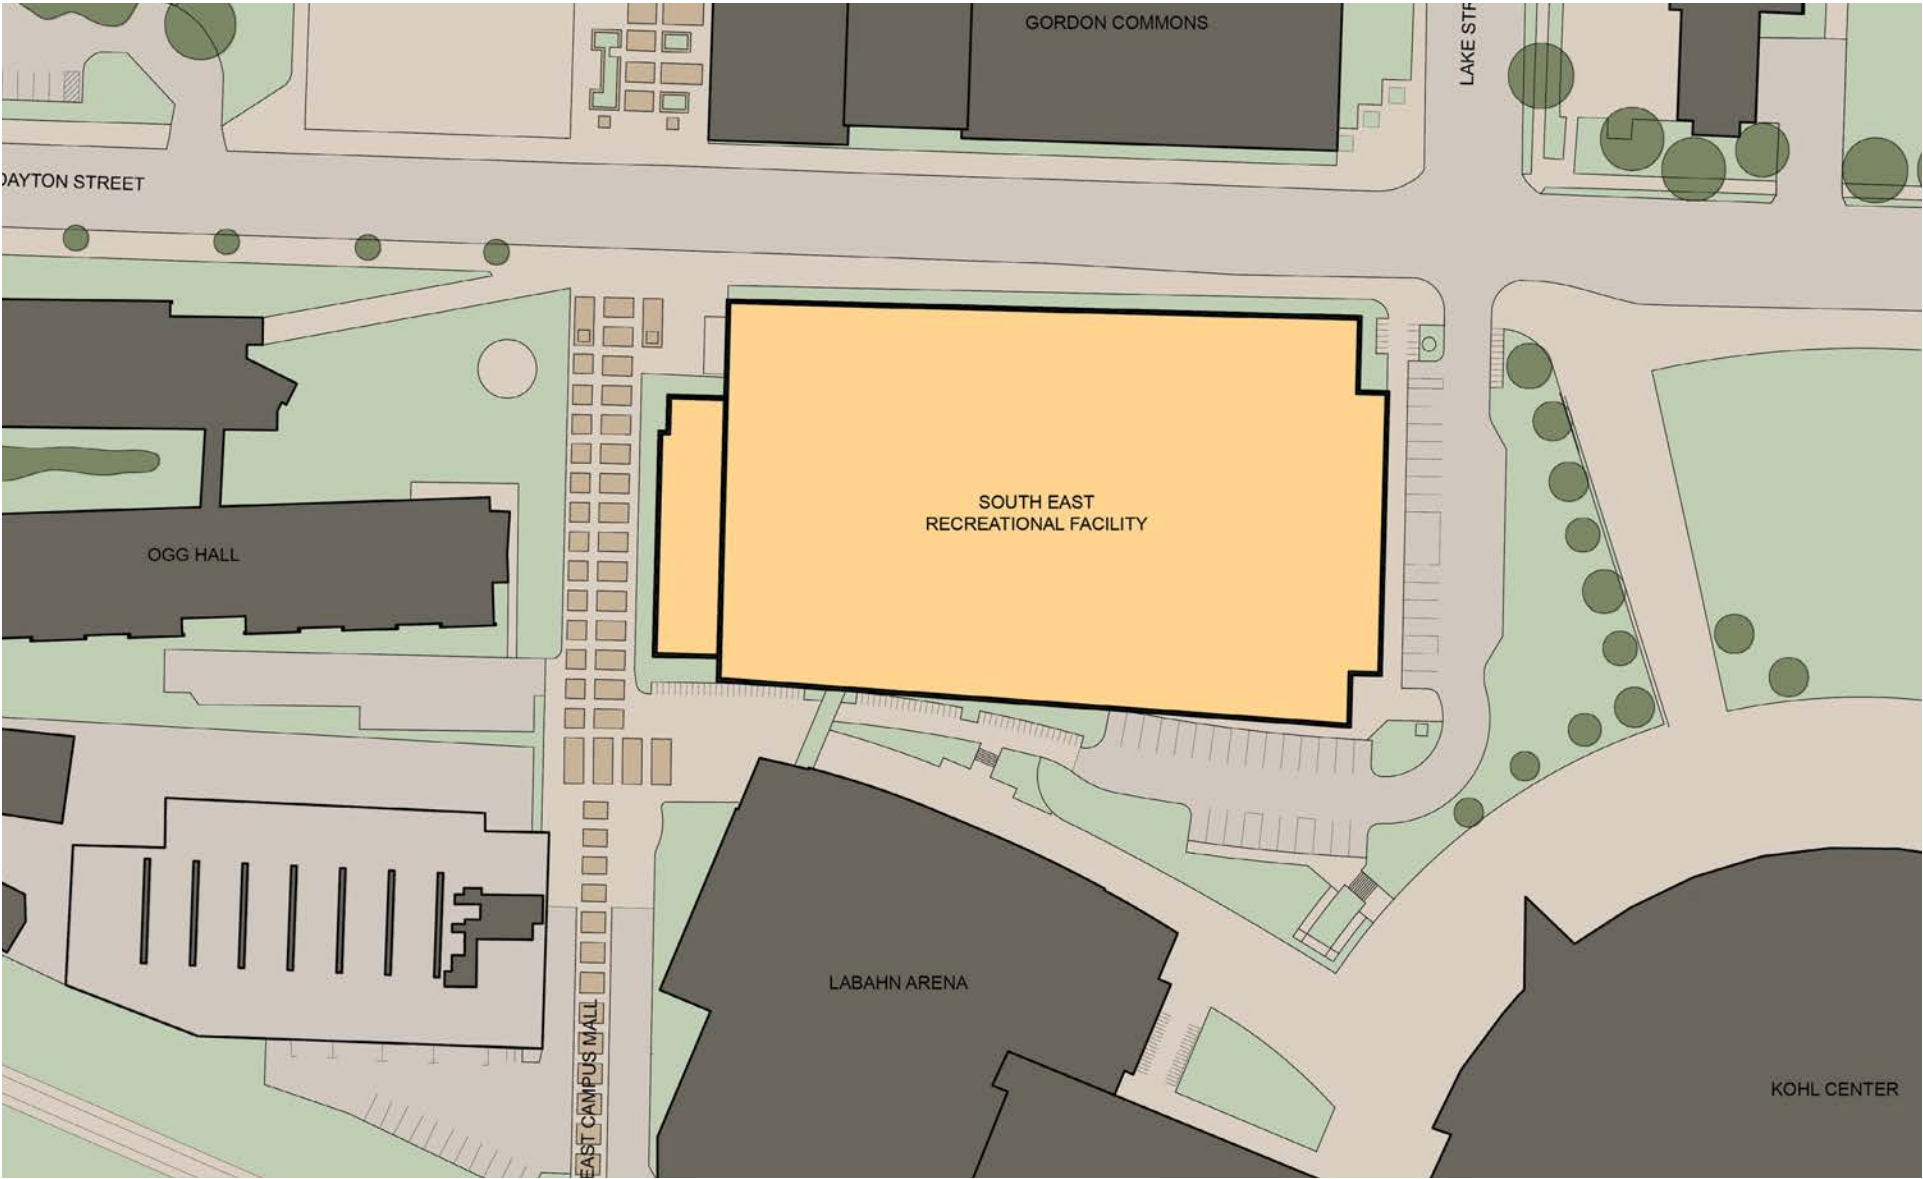 GORDON COMMONS
LAKE STR
DAYTON STREET
SOUTH EAST
RECREATIONAL FACILITY
OGG HALL
LABAHN ARENA
EAST CAMPUS MALL
KOHL CENTER